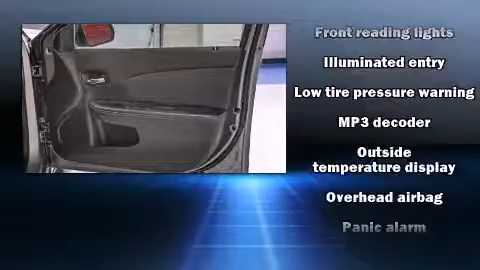 Front reading lights
Illuminated entry
Low tire pressure warning
MP3 decoder
Outside
temperature display
Overhead airbag
Panic alarm